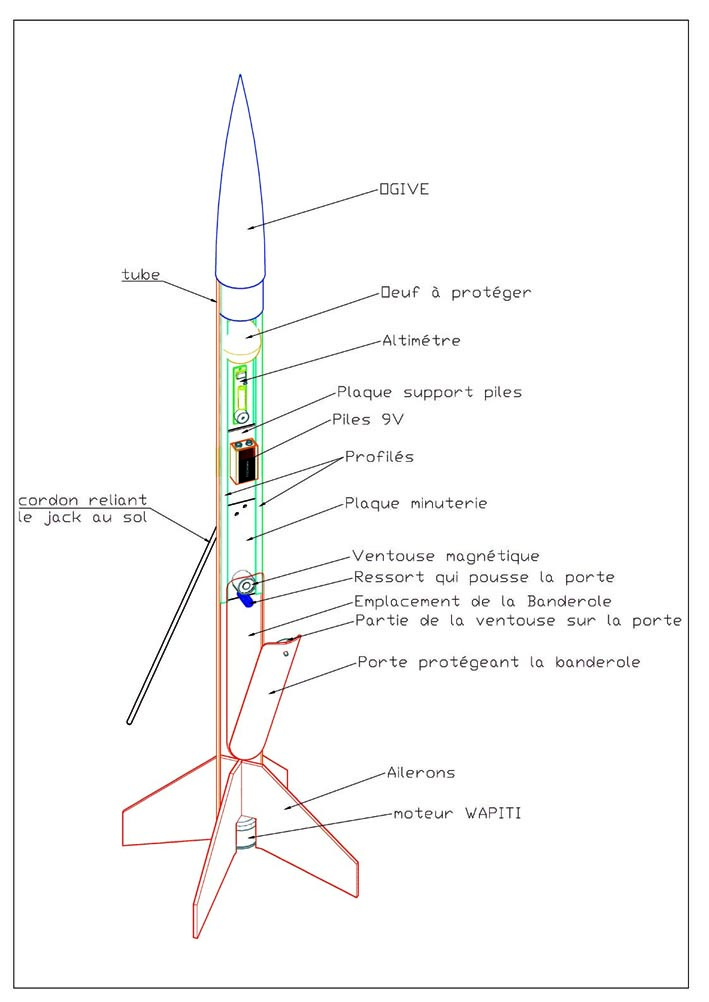 ▯GIVE
tube
▯euf à protéger
Altimétre
Plaque support piles
Piles 9V
Profilés
cordon reliant
le jack au sol
Plaque minuterie
Ventouse magnétique
Ressort qui pousse la porte
Emplacement de la Banderole
Partie de la ventouse sur la porte
Porte protégeant la banderole
Ailerons
moteur WAPITI